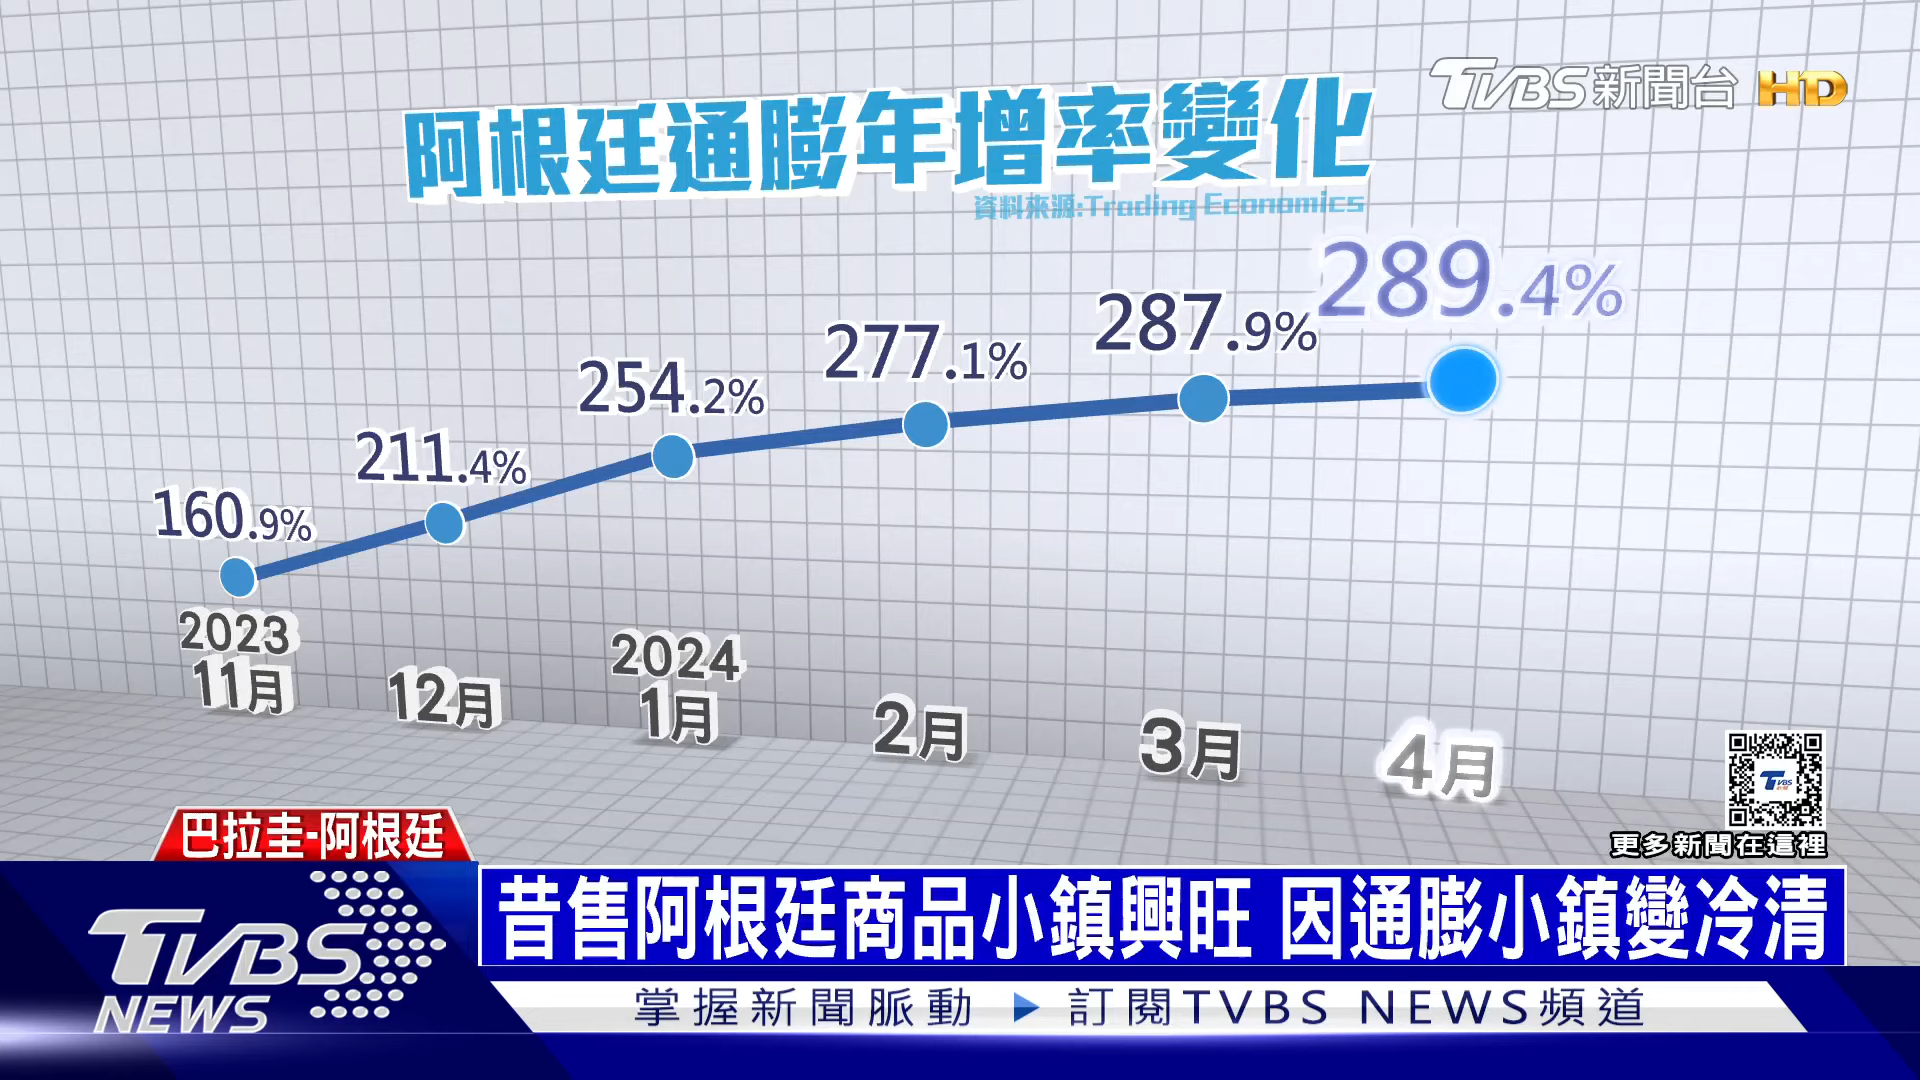 TVBS新聞台 HD
阿根廷通膨年增率變化
資料來源:Trading Economics
160.9%
211.4%
254.2%
277.1%
287.9%
289.4%
2023
11月
12月
2024
1月
2月
3月
4月
TVBS
新聞
更多新聞在這裡
巴拉圭-阿根廷
昔售阿根廷商品小鎮興旺 因通膨小鎮變冷清
TVBS
NEWS
掌握新聞脈動 ▶ 訂閱TVBS NEWS頻道